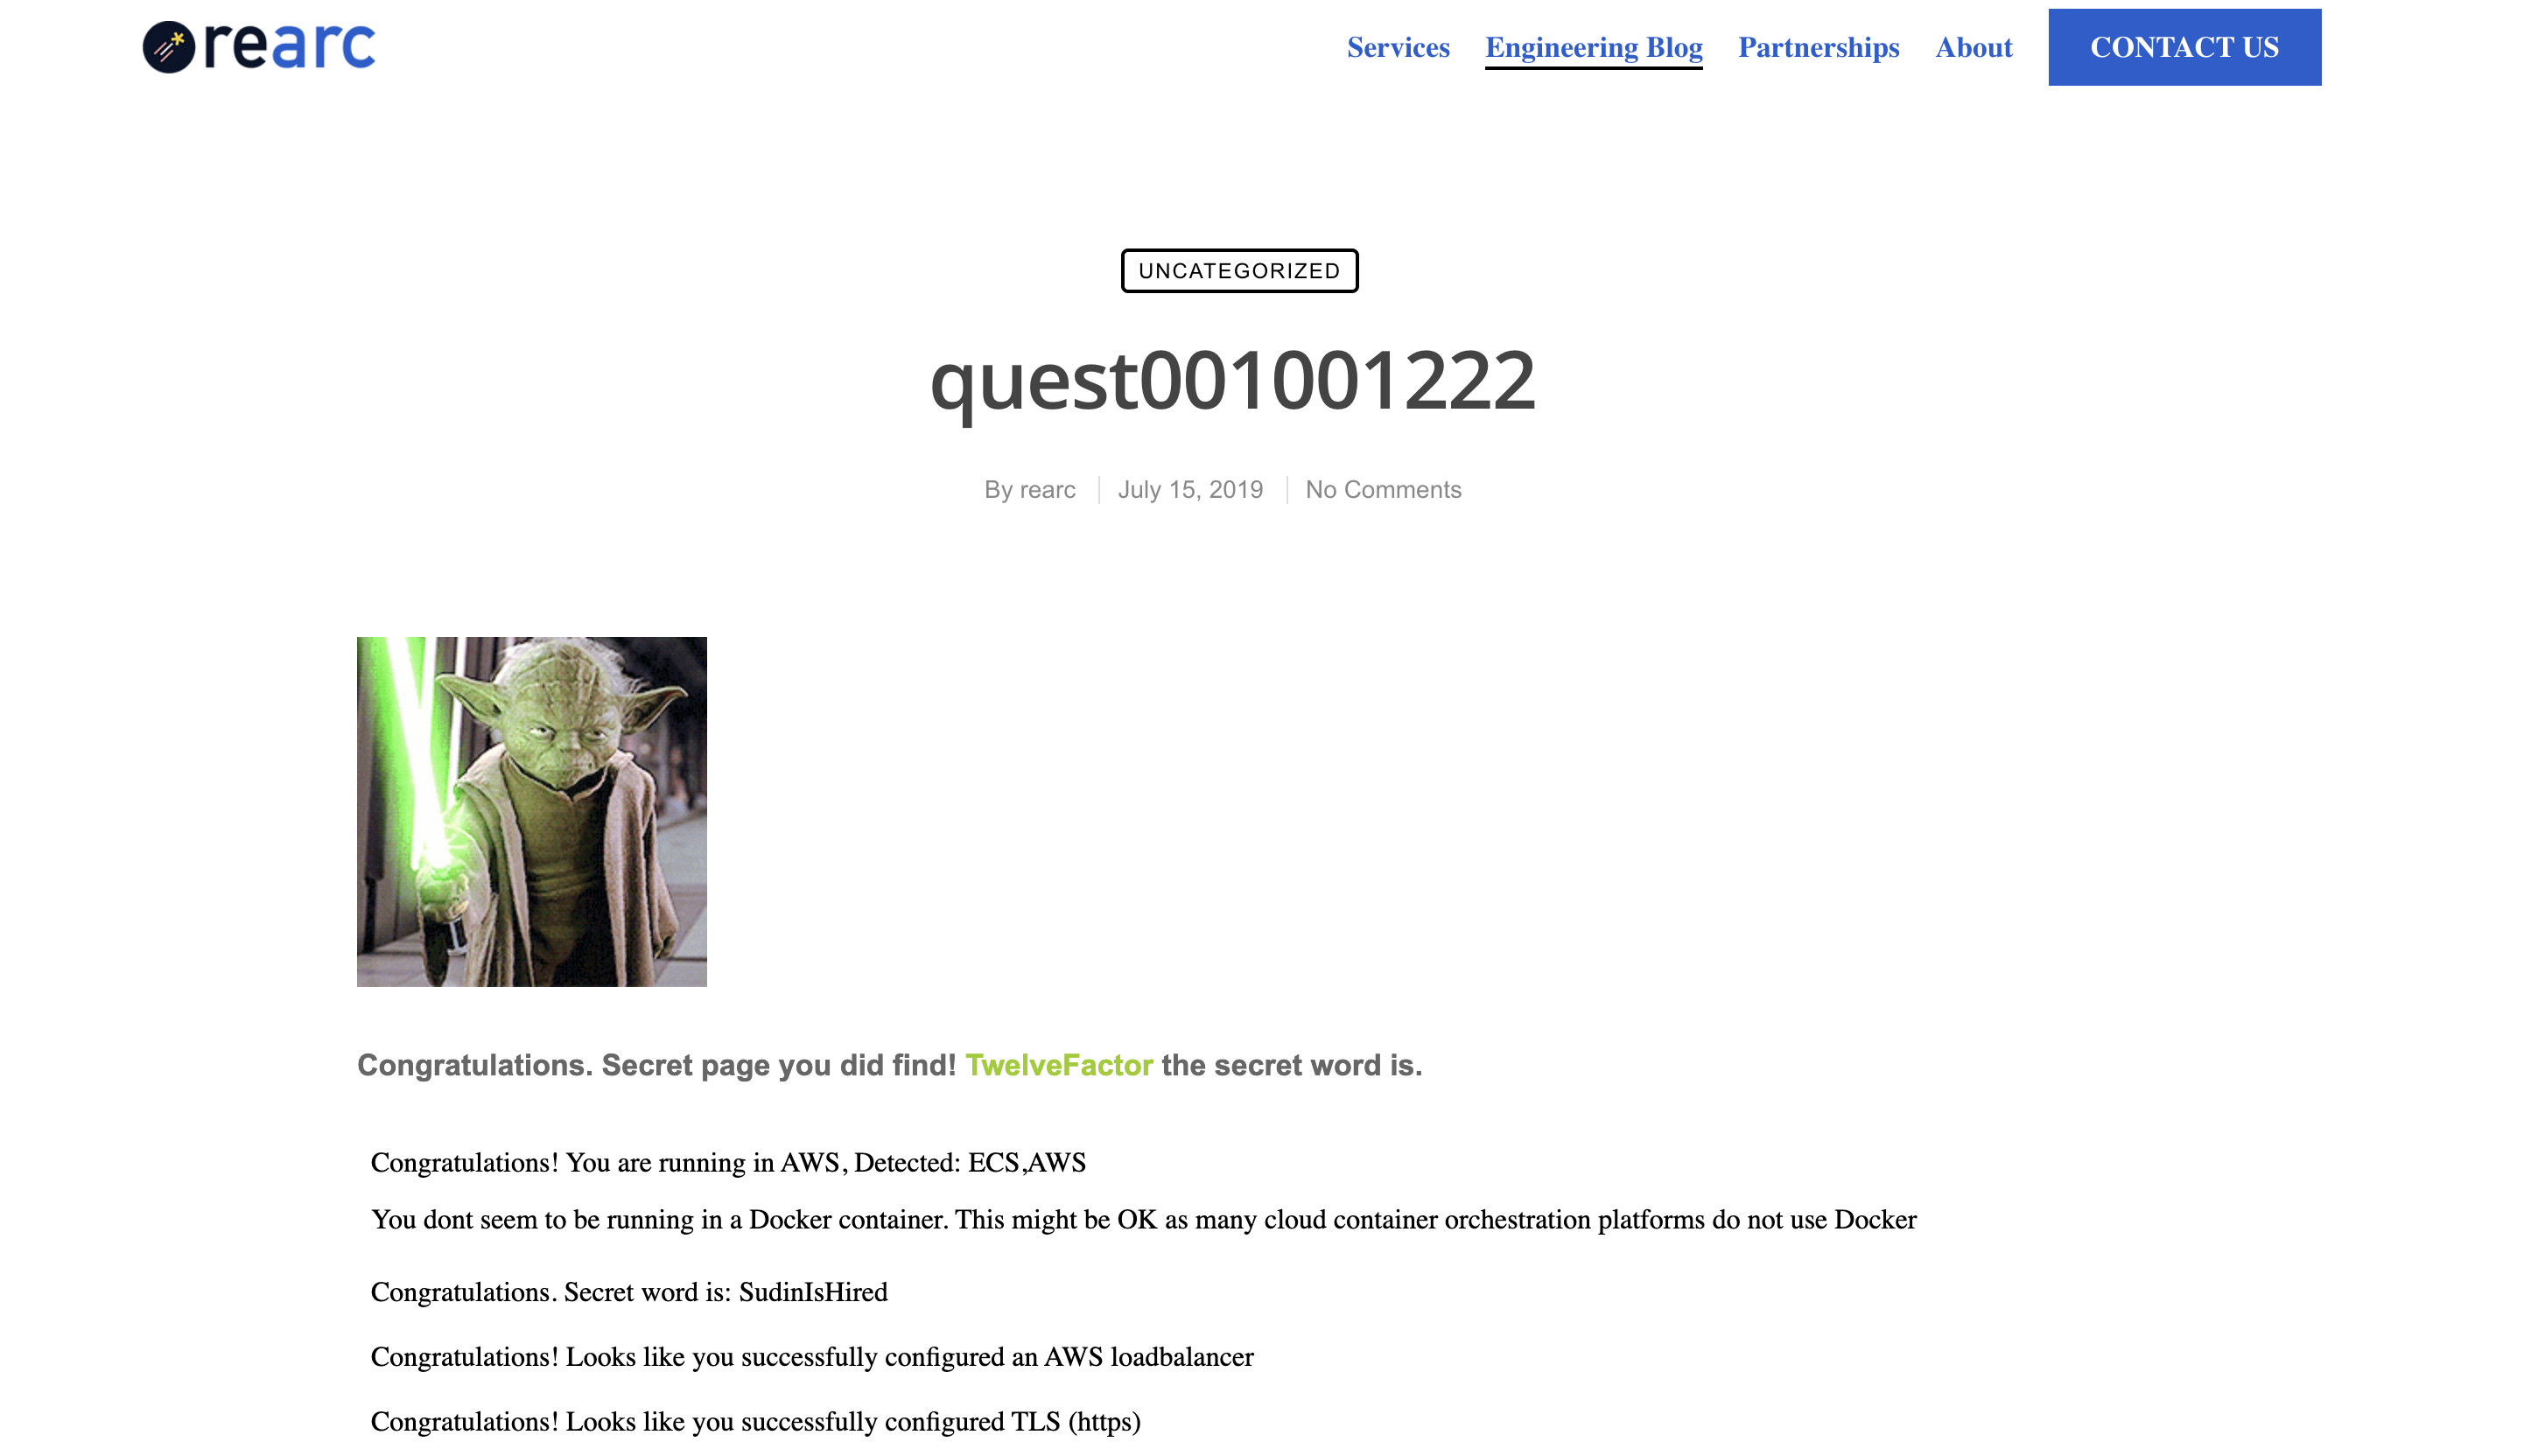 rearc
Services Engineering Blog Partnerships About CONTACT US
UNCATEGORIZED
quest001001222
By rearc July 15, 2019 No Comments
Congratulations. Secret page you did find! TwelveFactor the secret word is.
Congratulations! You are running in AWS, Detected: ECS,AWS
You dont seem to be running in a Docker container. This might be OK as many cloud container orchestration platforms do not use Docker
Congratulations. Secret word is: SudinIsHired
Congratulations! Looks like you successfully configured an AWS loadbalancer
Congratulations! Looks like you successfully configured TLS (https)